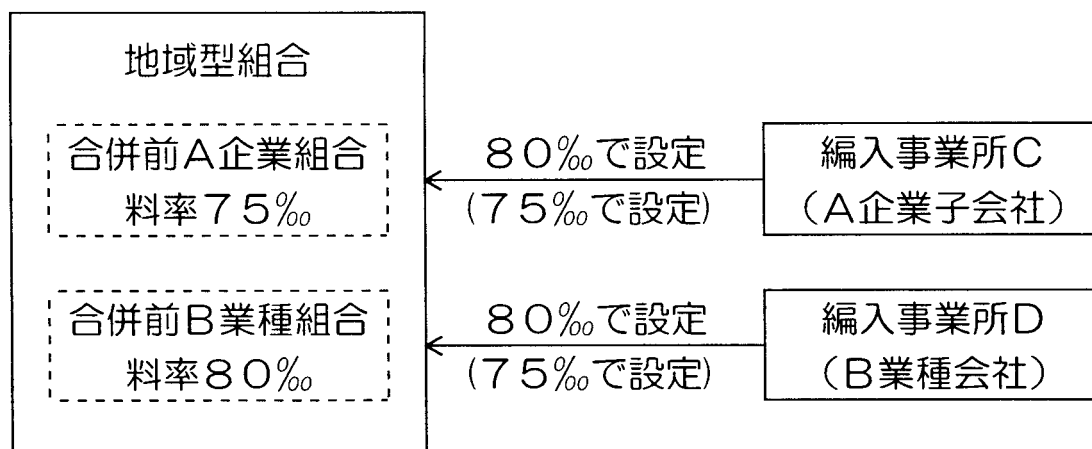 地域型組合
合併前A企業組合
料率75‰
80‰で設定
(75‰で設定)
編入事業所C
(A企業子会社)
合併前B業種組合
料率80‰
80‰で設定
(75‰で設定)
編入事業所D
(B業種会社)